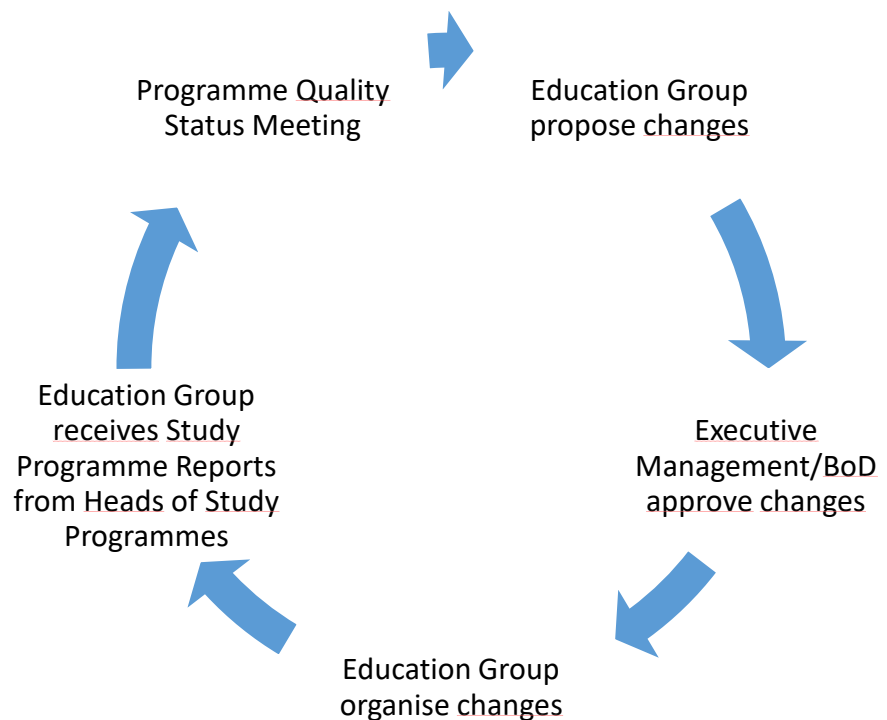 Programme Quality
Status Meeting
Education Group
propose changes
Executive
Management/BoD
approve changes
Education Group
organise changes
Education Group
receives Study
Programme Reports
from Heads of Study
Programmes